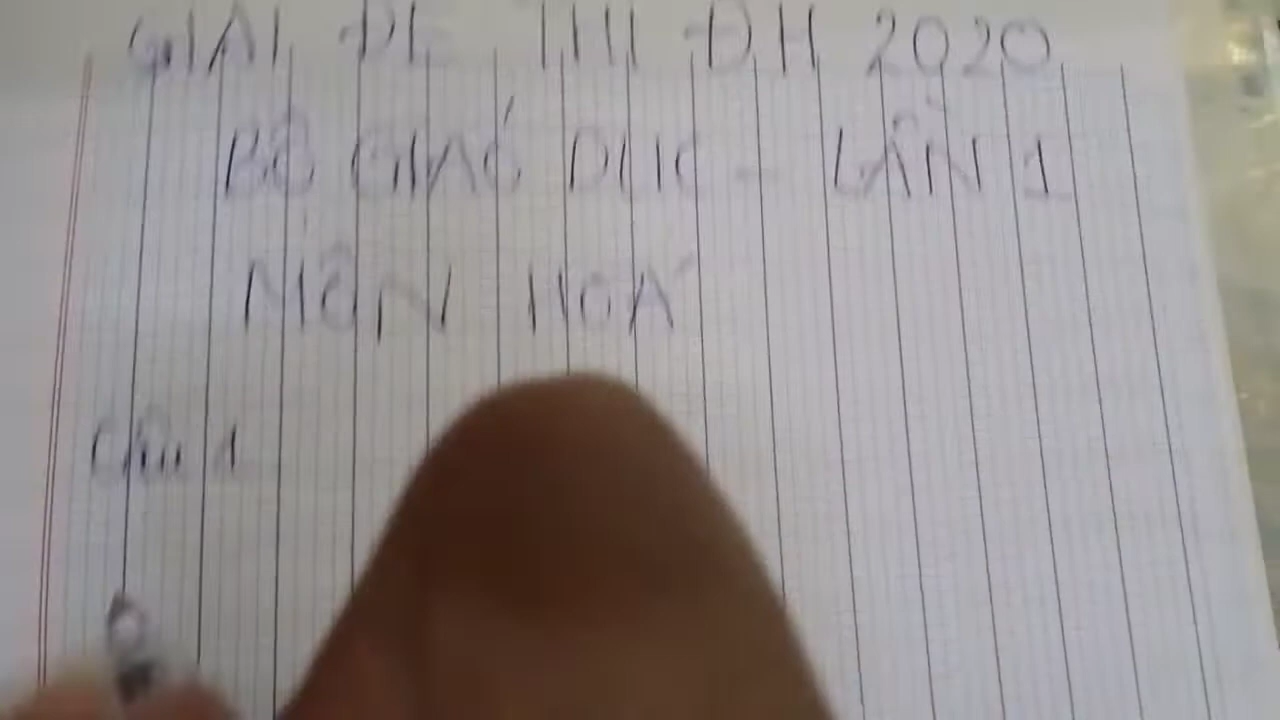 GIẢI ĐỀ THI ĐH 2020
BỘ GIÁO DỤC - LẦN 1
MÔN HOÁ
Câu 1